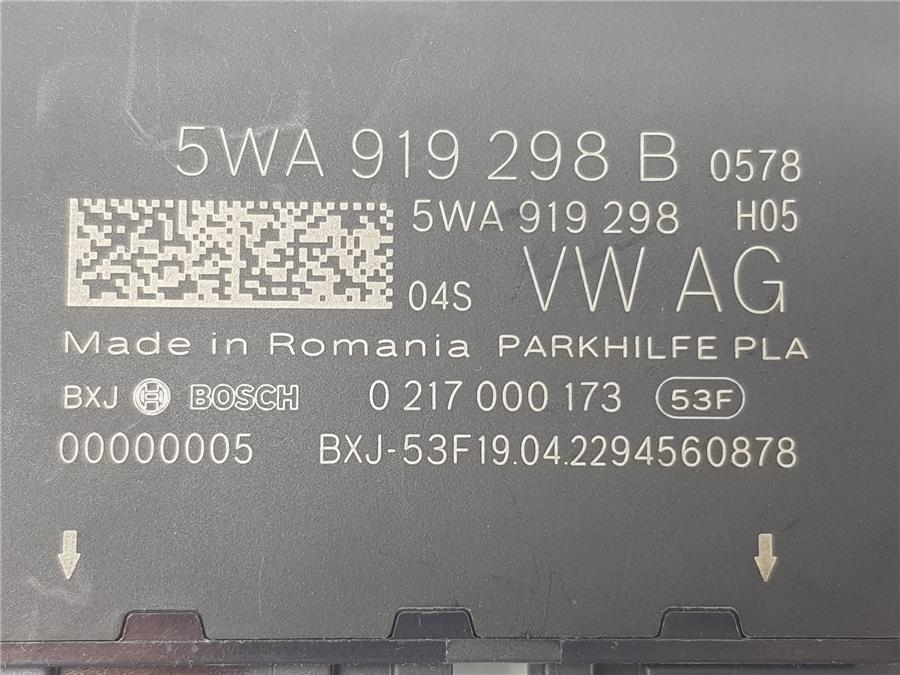 5WA 919 298 B 0578
5WA 919 298 H05
04S VW AG
Made in Romania PARKHILFE PLA
BXJ BOSCH 0 217 000 173 53F
00000005 BXJ-53F19.04.2294560878